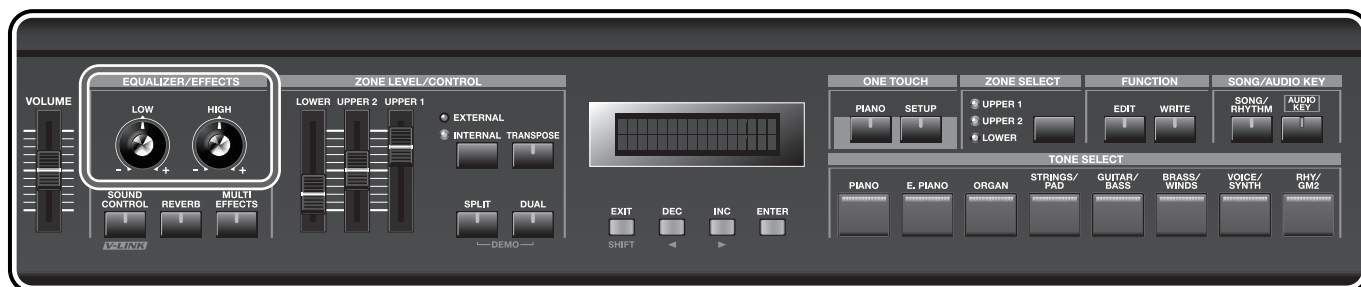 EQUALIZER/EFFECTS
ZONE LEVEL/CONTROL
ONE TOUCH
ZONE SELECT
FUNCTION
SONG/AUDIO KEY
VOLUME
LOW
HIGH
- +
- +
SOUND
CONTROL
REVERB
MULTI
EFFECTS
V-LINK
LOWER
UPPER 2
UPPER 1
EXTERNAL
INTERNAL
TRANSPOSE
SPLIT
DUAL
DEMO
EXIT
DEC
INC
ENTER
SHIFT
PIANO
SETUP
UPPER 1
UPPER 2
LOWER
EDIT
WRITE
SONG/
RHYTHM
AUDIO
KEY
TONE SELECT
PIANO
E. PIANO
ORGAN
STRINGS/
PAD
GUITAR/
BASS
BRASS/
WINDS
VOICE/
SYNTH
RHY/
GM2